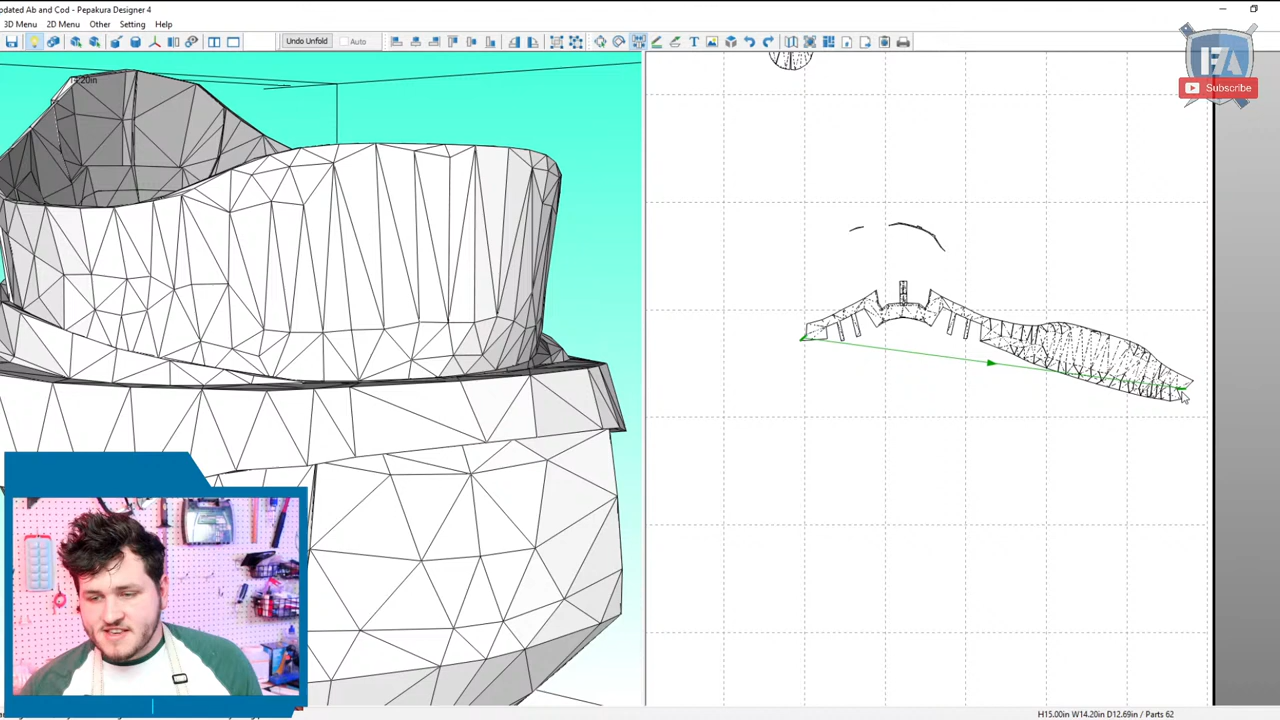 pdated Ab and Cod - Pepakura Designer 4
3D Menu 2D Menu Other Setting Help
Undo Unfold Auto
Subscribe
H15.00in W14.20in D12.69in / Parts 62